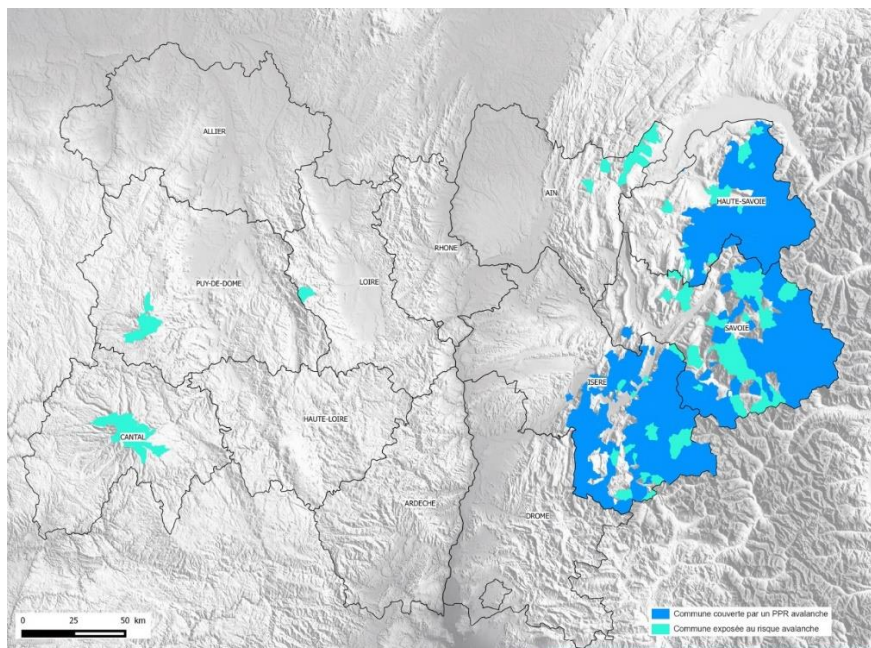 ALLIER
AIN
HAUTE-SAVOIE
RHONE
PUY-DE-DOME
LOIRE
SAVOIE
ISERE
HAUTE-LOIRE
CANTAL
ARDECHE
DROME
0 25 50 km
Commune couverte par un PPR avalanche
Commune exposée au risque avalanche